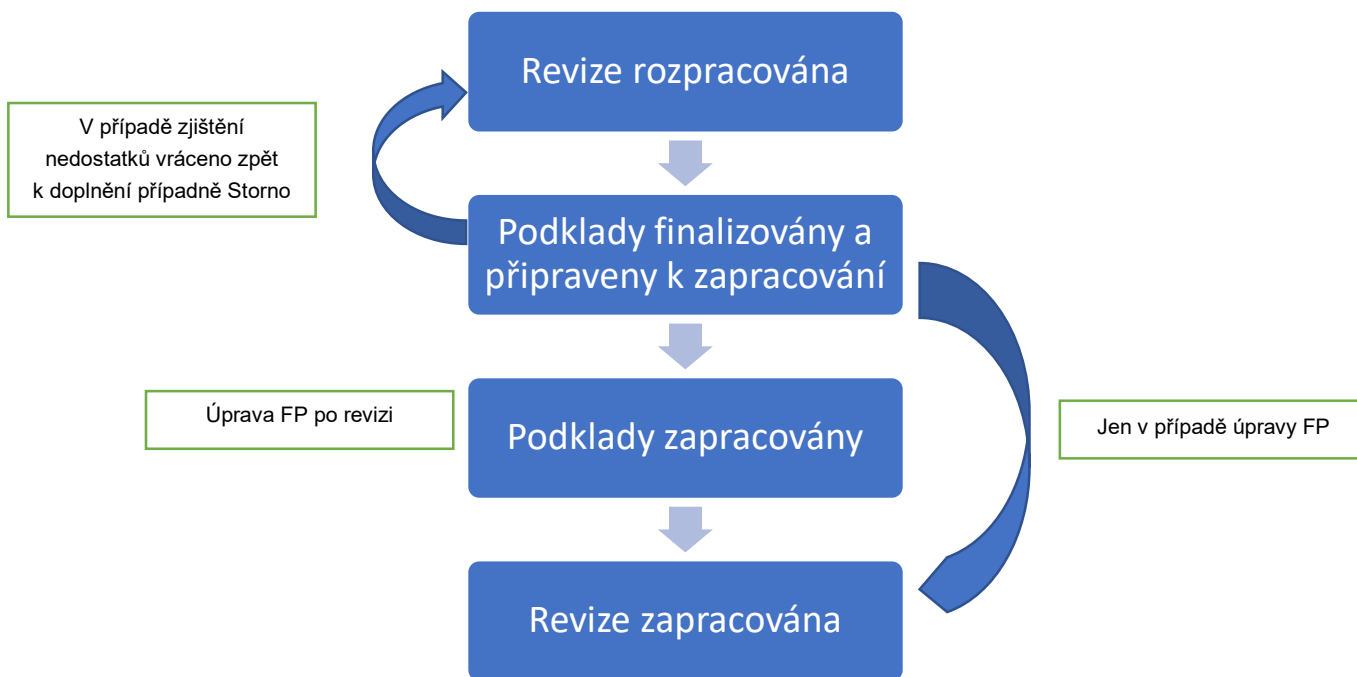 Revize rozpracována
V případě zjištění
nedostatků vráceno zpět
k doplnění případně Storno
Podklady finalizovány a
připraveny k zapracování
Úprava FP po revizi
Podklady zapracovány
Jen v případě úpravy FP
Revize zapracována